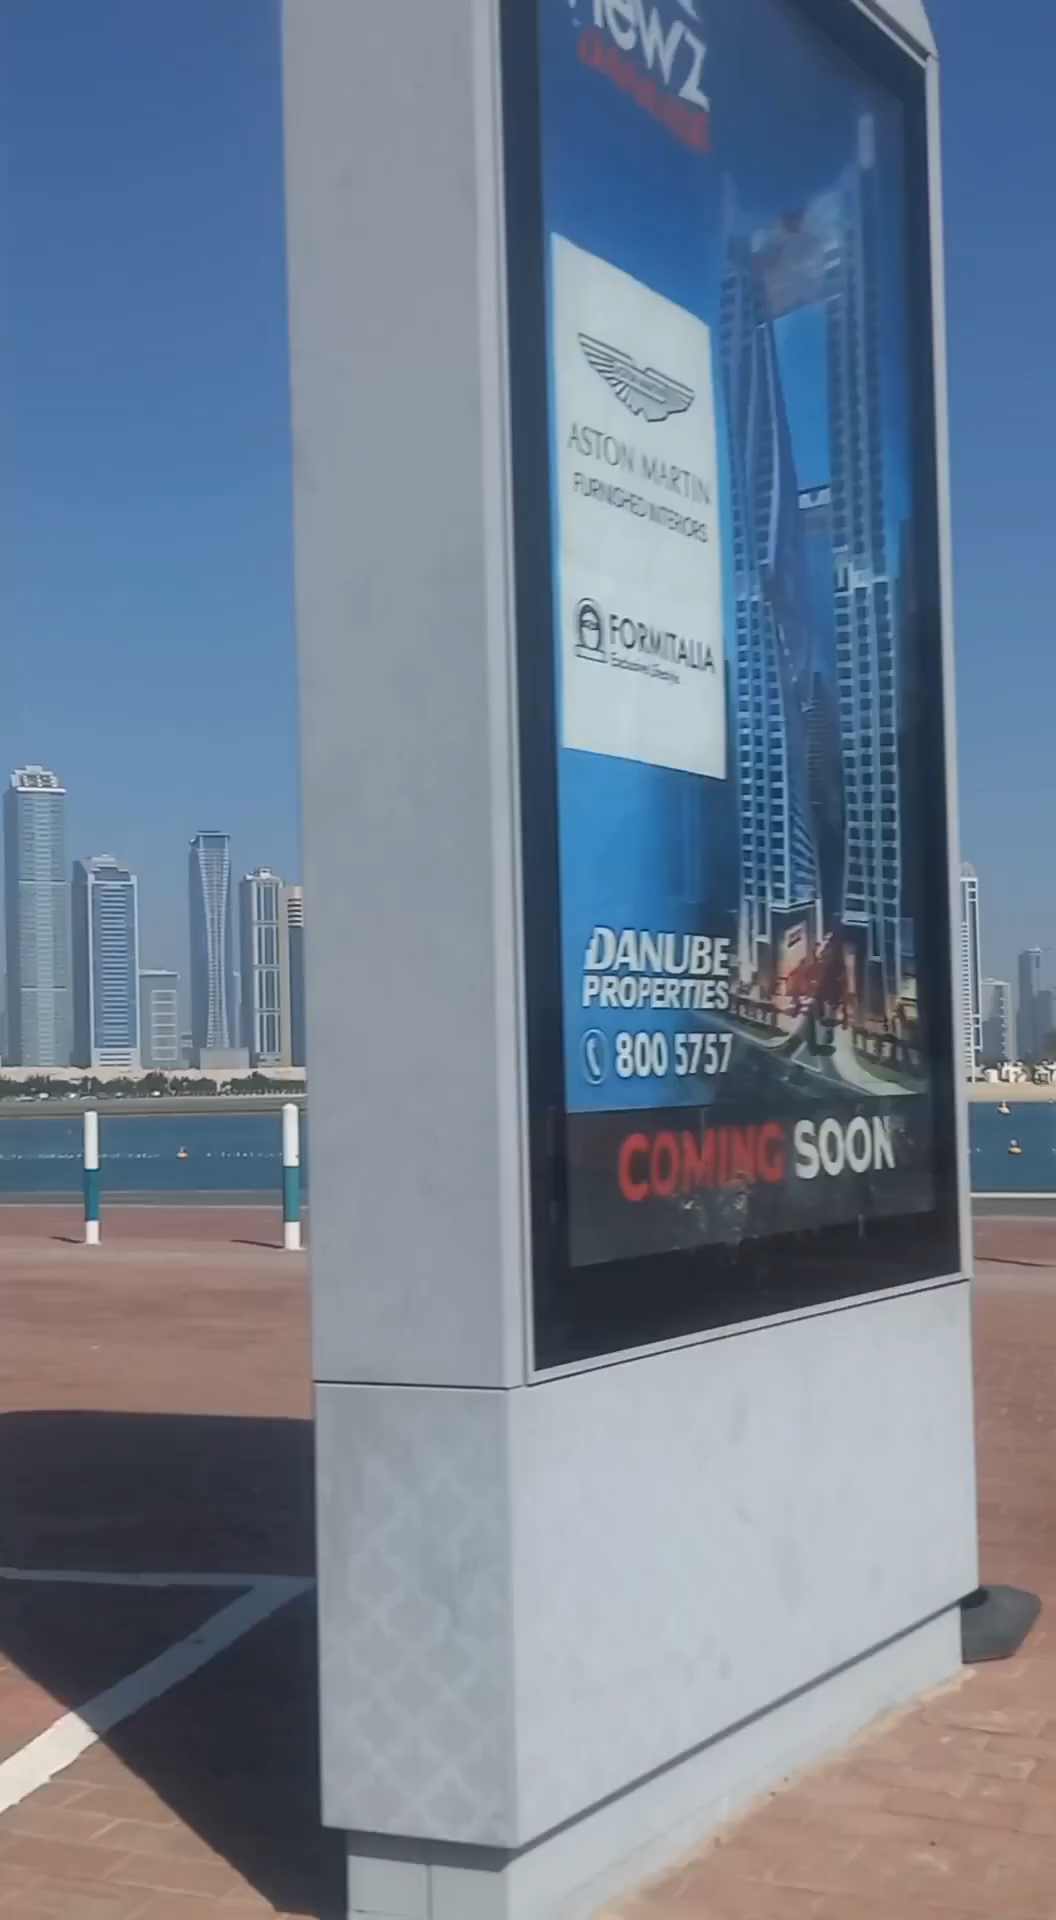 ASTON MARTIN
FURNISHED INTERIORS
FORMITALIA
DANUBE
PROPERTIES
800 5757
COMING SOON